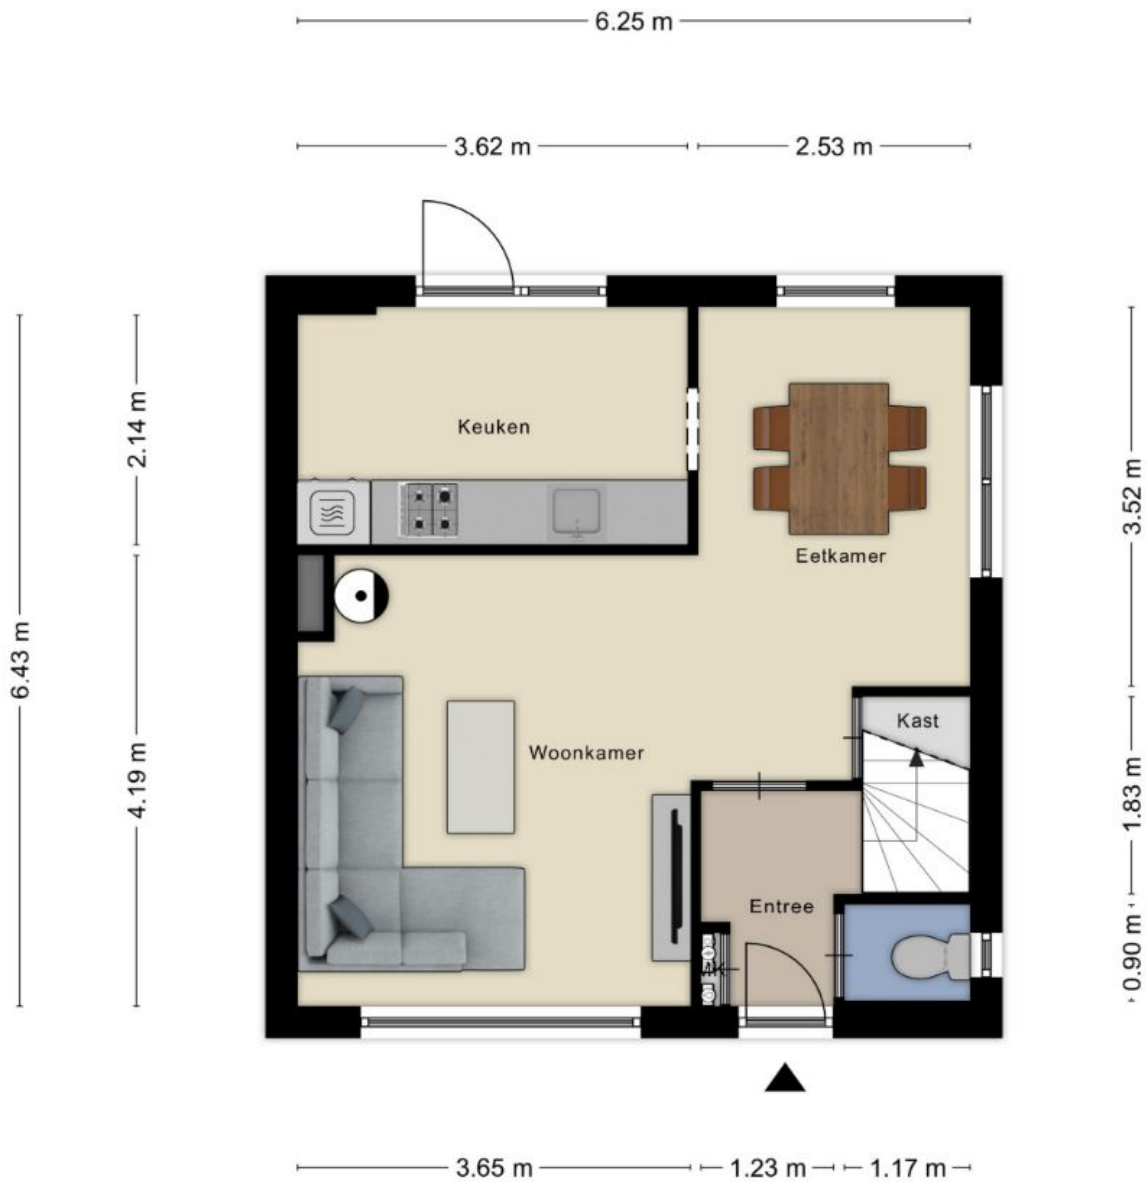 6.25 m
3.62 m
2.53 m
Keuken
2.14 m
3.52 m
Eetkamer
6.43 m
4.19 m
Woonkamer
Kast
1.83 m
Entree
0.90 m
3.65 m
1.23 m
1.17 m